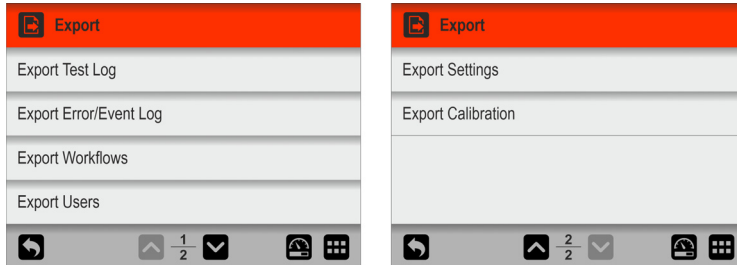 Export
Export Test Log
Export Error/Event Log
Export Workflows
Export Users
1
2
Export
Export Settings
Export Calibration
2
2